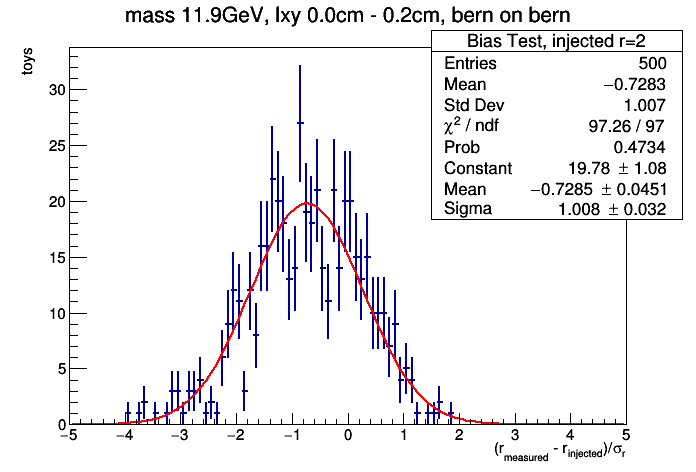 mass 11.9GeV, lxy 0.0cm - 0.2cm, bern on bern
toys
Bias Test, injected r=2
Entries 500
Mean −0.7283
Std Dev 1.007
χ² / ndf 97.26 / 97
Prob 0.4734
Constant 19.78 ± 1.08
Mean −0.7285 ± 0.0451
Sigma 1.008 ± 0.032
30
25
20
15
10
5
0
−5 −4 −3 −2 −1 0 1 2 3 4 5
(r_measured - r_injected)/σ_r